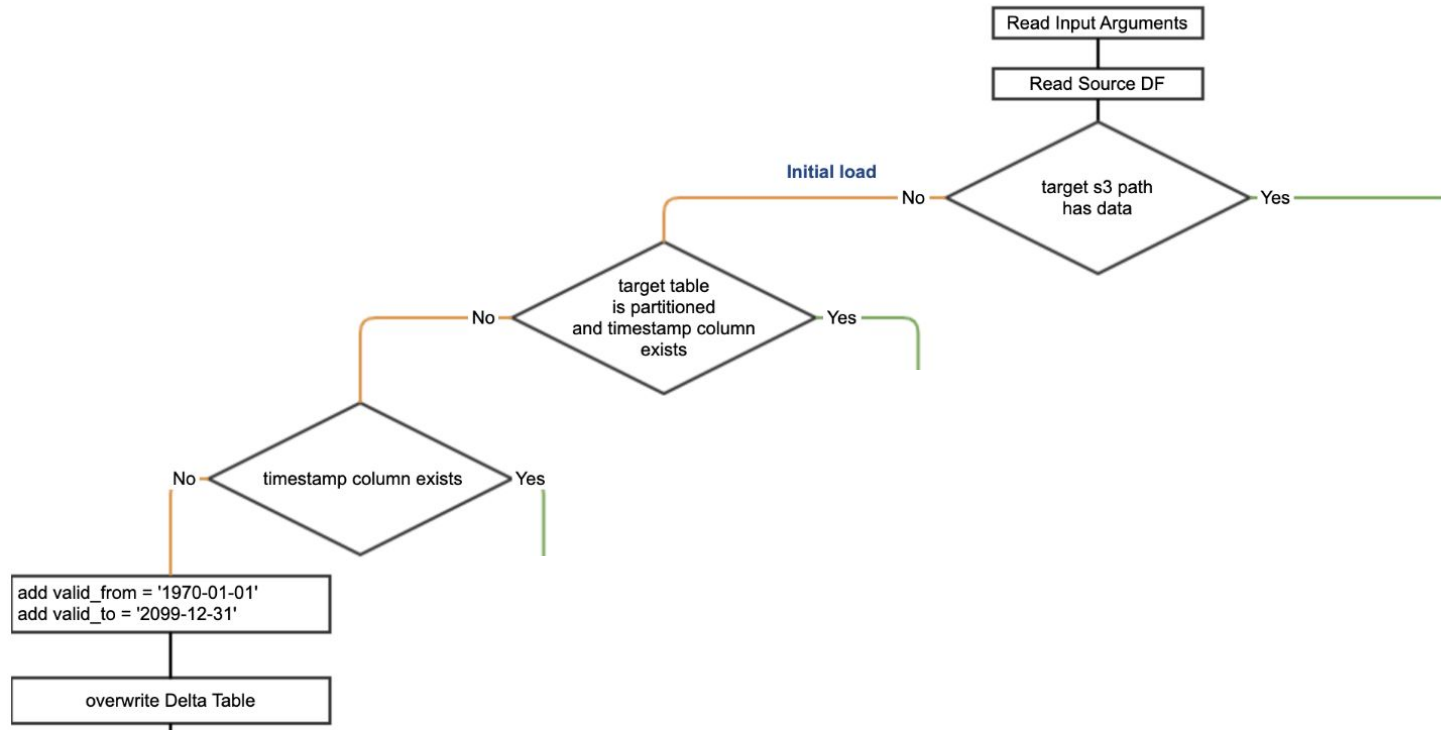 Read Input Arguments
Read Source DF
Initial load
No
target s3 path
has data
Yes
No
target table
is partitioned
and timestamp column
exists
Yes
No
timestamp column exists
Yes
add valid_from = '1970-01-01'
add valid_to = '2099-12-31'
overwrite Delta Table